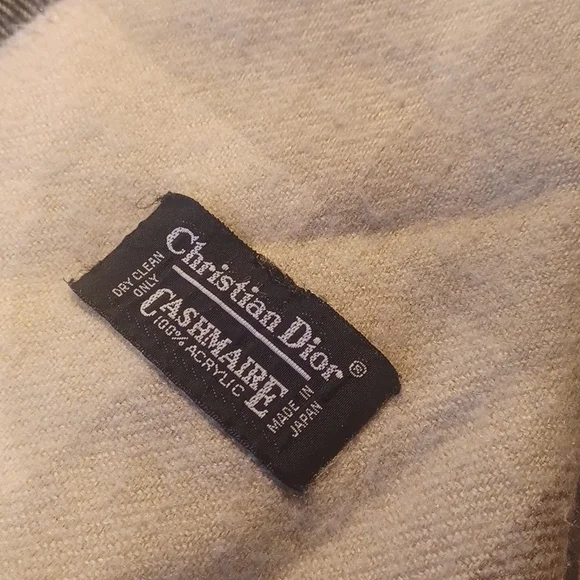 Christian Dior®
DRY CLEAN
ONLY
CASHMAIRE
100% ACRYLIC
MADE IN
JAPAN